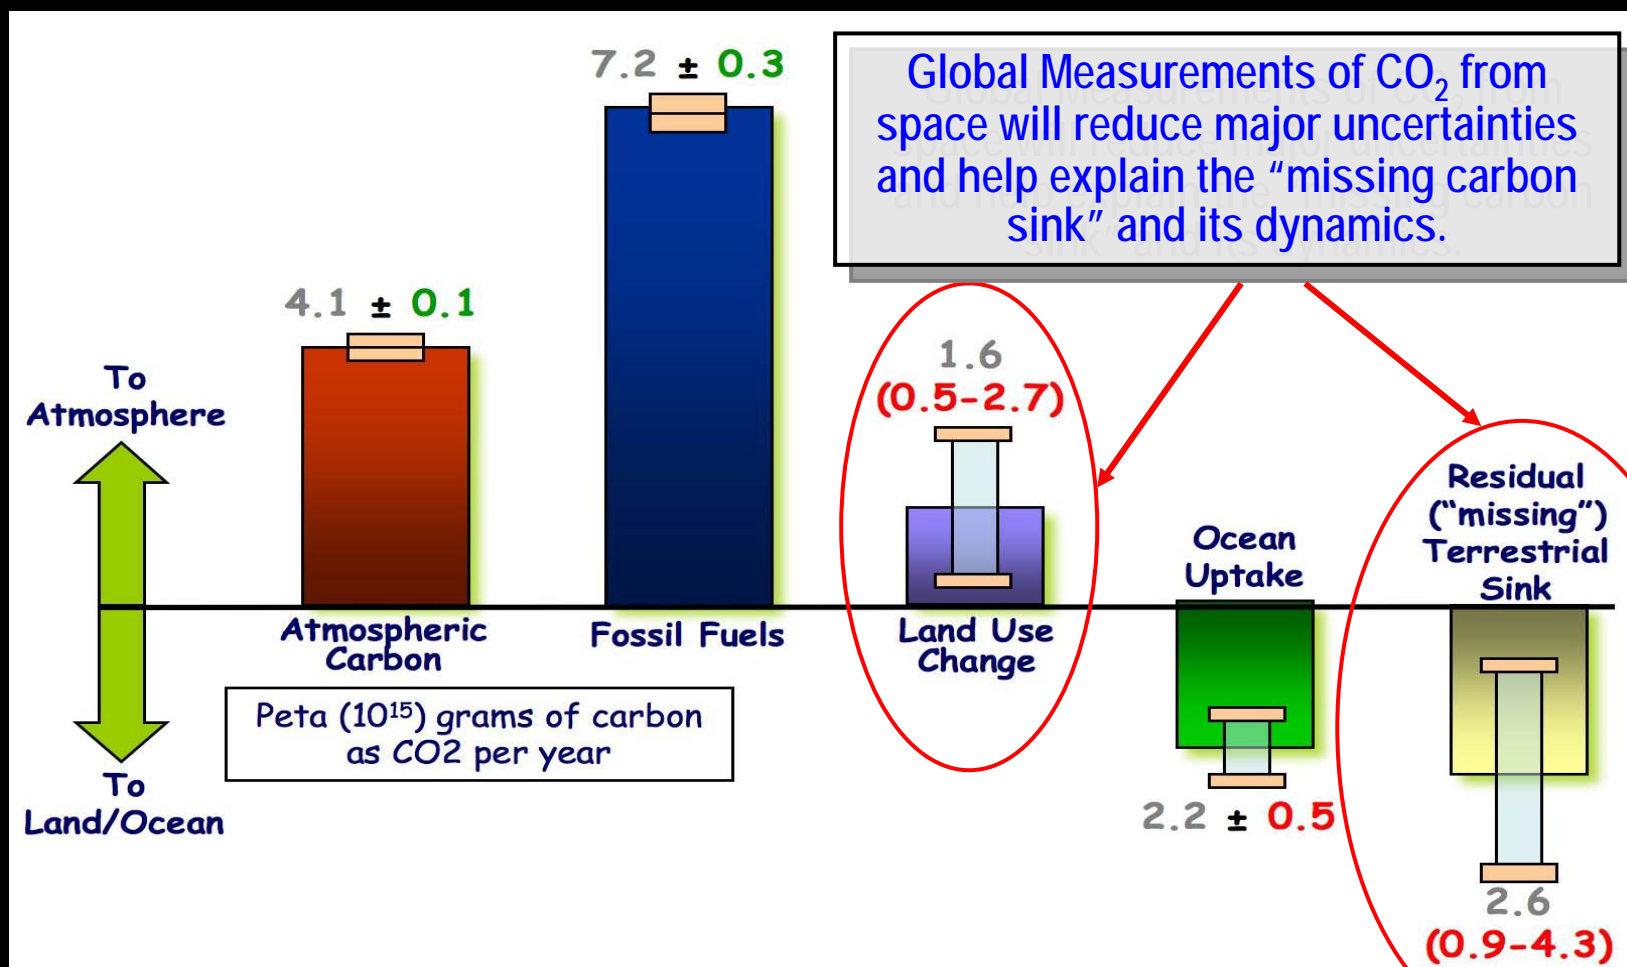 7.2 ± 0.3
Global Measurements of CO₂ from
space will reduce major uncertainties
and help explain the “missing carbon
sink” and its dynamics.
4.1 ± 0.1
1.6
(0.5-2.7)
To
Atmosphere
Residual
(“missing”)
Terrestrial
Sink
Ocean
Uptake
Atmospheric
Carbon
Fossil Fuels
Land Use
Change
Peta (10¹⁵) grams of carbon
as CO2 per year
To
Land/Ocean
2.2 ± 0.5
2.6
(0.9-4.3)